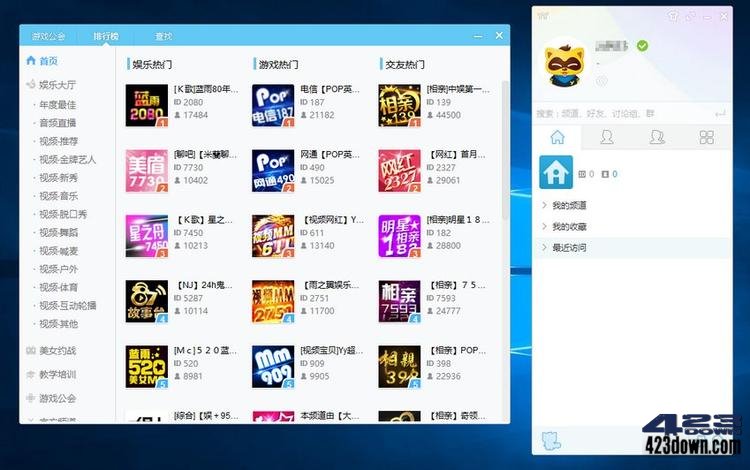 游戏公会 排行榜 查找
首页
娱乐大厅
· 年度最佳
· 音频直播
· 视频-推荐
· 视频-金牌艺人
· 视频-新秀
· 视频-音乐
· 视频-脱口秀
· 视频-舞蹈
· 视频-喊麦
· 视频-户外
· 视频-体育
· 视频-互动轮播
· 视频-其他
美女约战
教学培训
游戏公会
娱乐热门
[K歌]蓝雨80年...
ID 2080
17484
[聊吧]【米蘭聊...
ID 7730
10402
【K歌】星之...
ID 7450
10213
【NJ】24h鬼...
ID 5287
10114
[Mc]520蓝...
ID 520
8981
[综合]【娱+95...
游戏热门
电信【POP英...
ID 187
21182
网通【POP英...
ID 490
15025
【视频网红】Y...
ID 611
13140
【雨之翼娱乐...
ID 2751
11700
[视频宝贝]Yy超...
ID 909
9905
本频道由【大...
交友热门
[相亲]中娱第一...
ID 139
44500
【网红】首月...
ID 2327
29061
[相亲]明星18...
ID 182
28800
【相亲】75...
ID 7593
24777
【相亲】POP...
ID 398
22936
【相亲】奇领...
蓝雨
2080
1
美眉
7730
2
星之舟
7450
3
故事台
4
蓝雨
520
美女MC
5
POP
电信187
1
POP
网通490
2
视频MM
611
3
视频MM
2751
4
Mm
909
5
相亲
139
1
网红
2327
2
明星
相亲
182
3
相亲
7593
4
相親
398
5
搜索：频道、好友、讨论组、群
0 0
我的频道
我的收藏
最近访问
423
423down.com